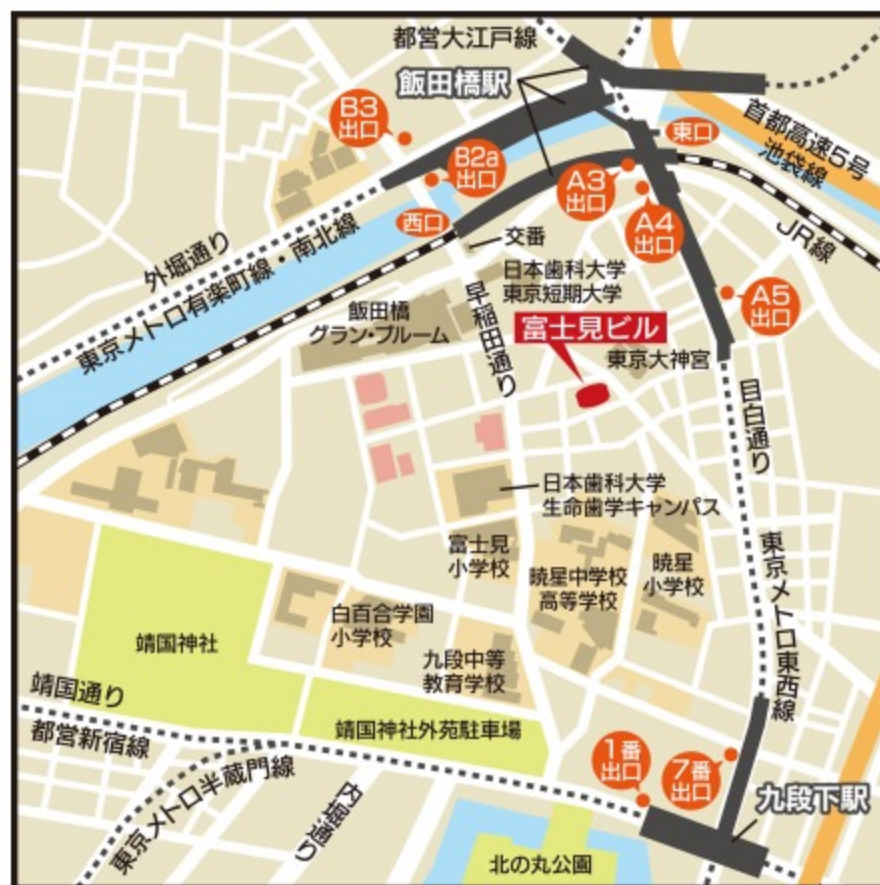 都営大江戸線
飯田橋駅
首都高速5号
池袋線
B3
出口
東口
B2a
出口
A3
出口
西口
A4
出口
JR線
交番
外堀通り
東京メトロ有楽町線・南北線
日本歯科大学
東京短期大学
A5
出口
早稲田通り
飯田橋
グラン・ブルーム
富士見ビル
東京大神宮
目白通り
日本歯科大学
生命歯学キャンパス
富士見
小学校
暁星中学校
高等学校
暁星
小学校
東京メトロ東西線
白百合学園
小学校
靖国神社
九段中等
教育学校
靖国通り
靖国神社外苑駐車場
都営新宿線
1番
出口
7番
出口
東京メトロ半蔵門線
内堀通り
九段下駅
北の丸公園